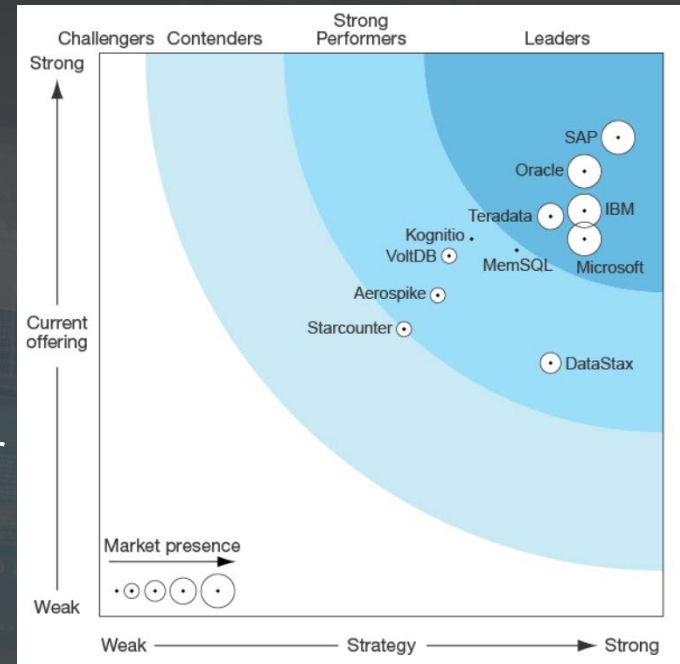 Strong
Challengers Contenders Performers Leaders
Strong
SAP
Oracle
Teradata IBM
Kognitio
VoltDB
MemSQL Microsoft
Aerospike
Current
offering
Starcounter
DataStax
Market presence
Weak
Weak Strategy Strong